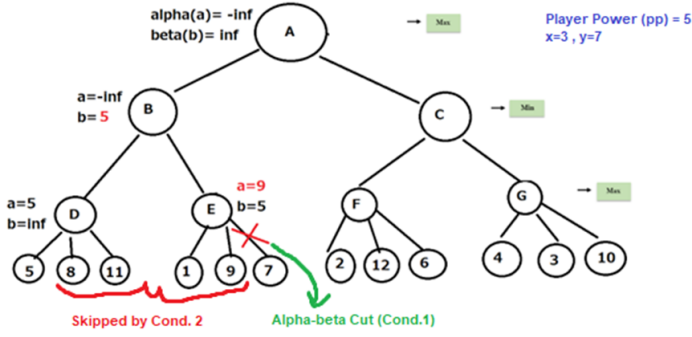 alpha(a)= -inf
beta(b)= inf
A
Max
Player Power (pp) = 5
x=3 , y=7
a=-inf
b= 5
B
C
Min
a=5
b=inf
D
E
a=9
b=5
F
G
Max
5
8
11
1
9
7
2
12
6
4
3
10
Skipped by Cond. 2
Alpha-beta Cut (Cond.1)